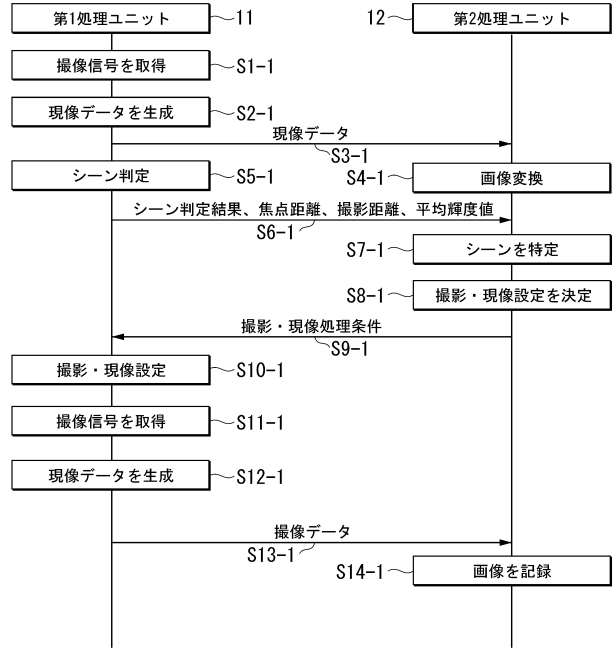 第1処理ユニット 11
12 第2処理ユニット
撮像信号を取得 S1-1
現像データを生成 S2-1
現像データ
S3-1
シーン判定 S5-1
S4-1 画像変換
シーン判定結果、焦点距離、撮影距離、平均輝度値
S6-1
S7-1 シーンを特定
S8-1 撮影・現像設定を決定
撮影・現像処理条件
S9-1
撮影・現像設定 S10-1
撮像信号を取得 S11-1
現像データを生成 S12-1
撮像データ
S13-1
S14-1 画像を記録